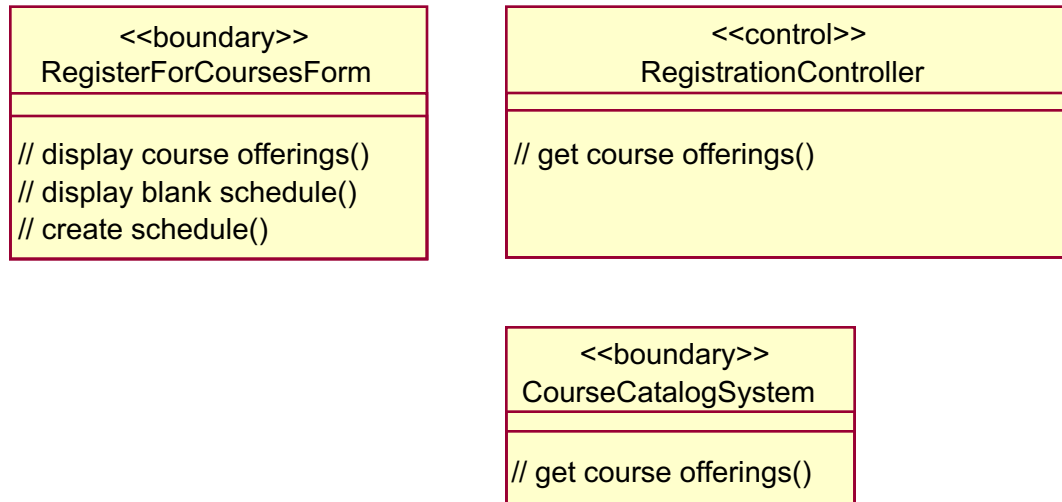 <<boundary>>
RegisterForCoursesForm
// display course offerings()
// display blank schedule()
// create schedule()
<<control>>
RegistrationController
// get course offerings()
<<boundary>>
CourseCatalogSystem
// get course offerings()